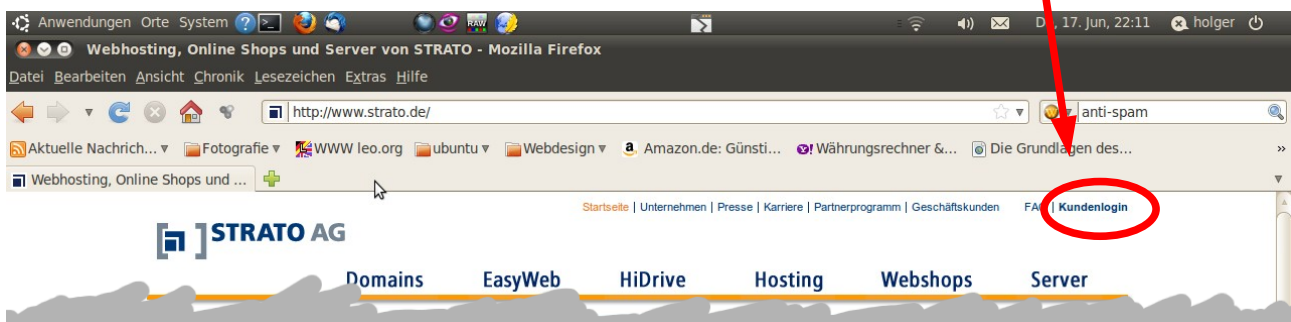 Anwendungen Orte System RAW 17. Jun, 22:11 holger
Webhosting, Online Shops und Server von STRATO - Mozilla Firefox
Datei Bearbeiten Ansicht Chronik Lesezeichen Extras Hilfe
http://www.strato.de/ anti-spam
Aktuelle Nachrich... Fotografie WWW leo.org ubuntu Webdesign Amazon.de: Günsti... Währungsrechner &... Die Grundlagen des... »
Webhosting, Online Shops und ...
Startseite | Unternehmen | Presse | Karriere | Partnerprogramm | Geschäftskunden FAQ | Kundenlogin
STRATO AG
Domains EasyWeb HiDrive Hosting Webshops Server